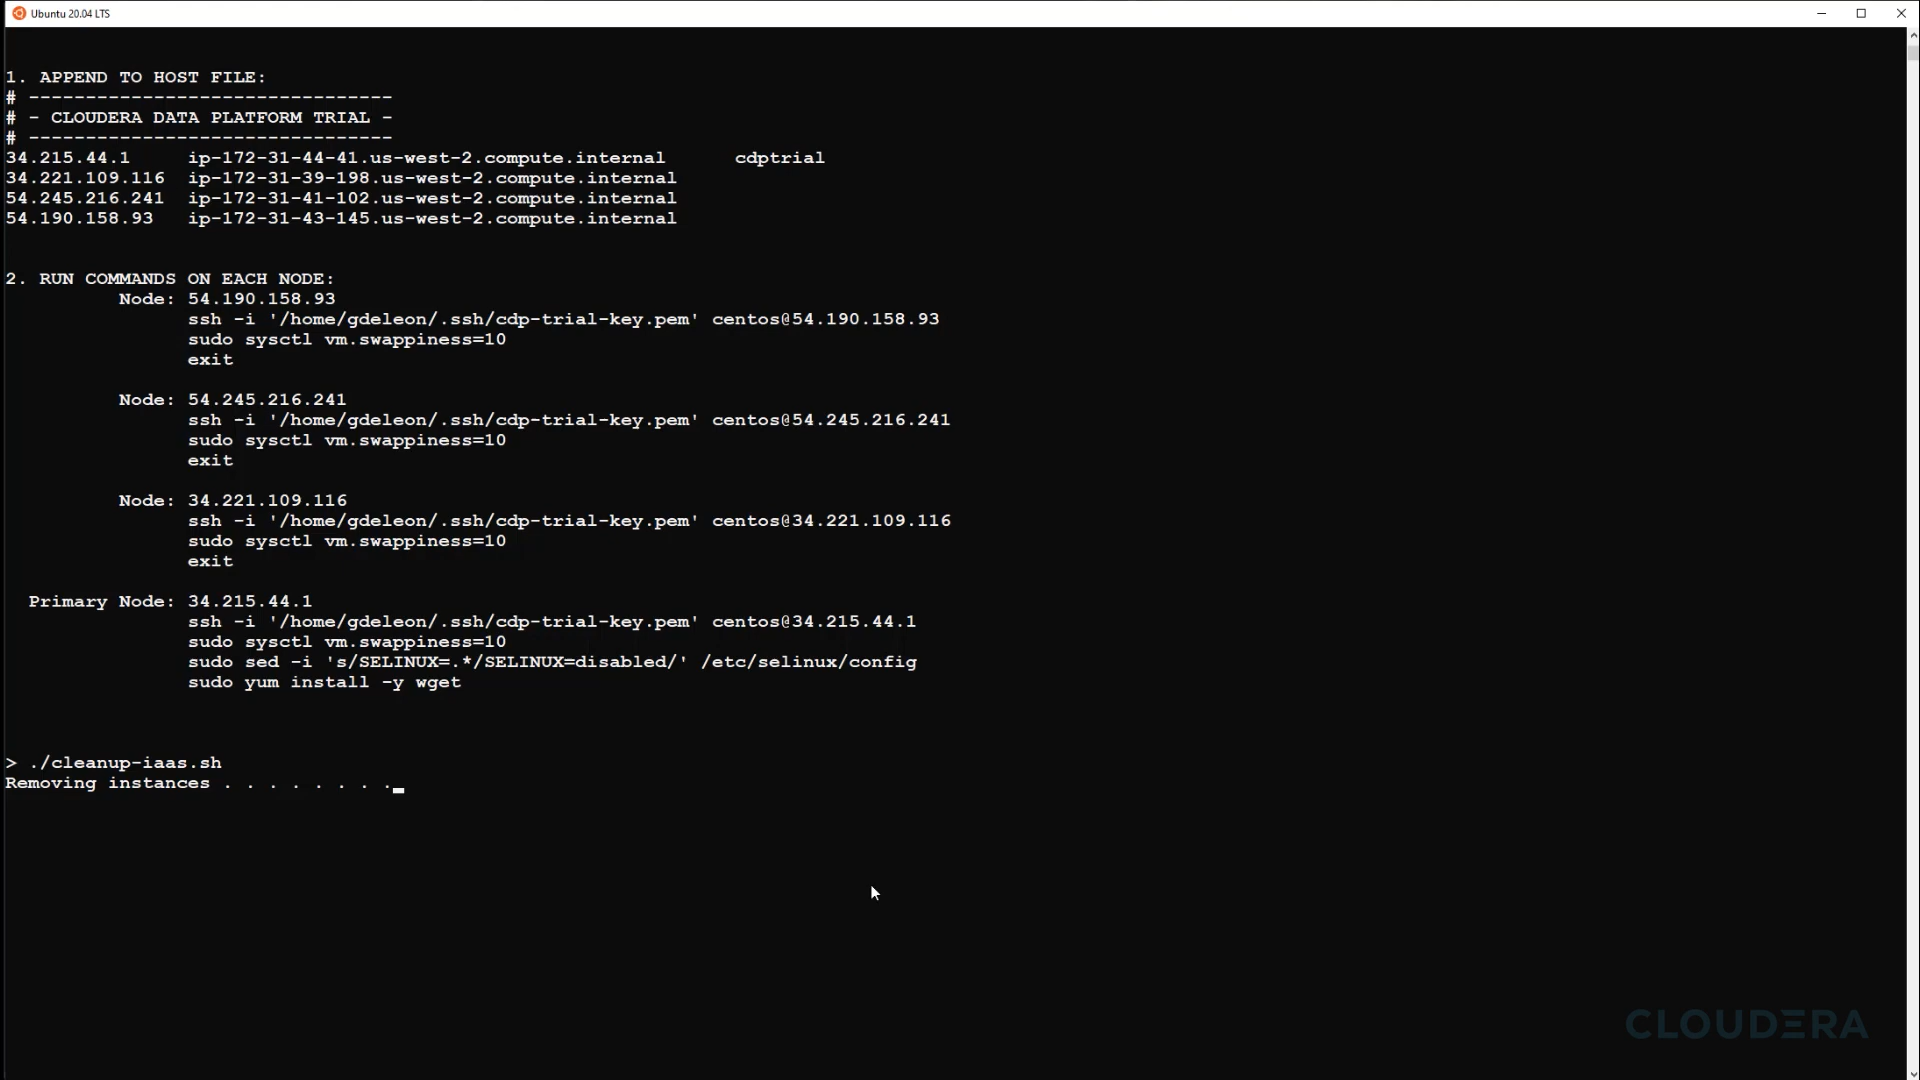 Ubuntu 20.04 LTS
1. APPEND TO HOST FILE:
# --------------------------------
# - CLOUDERA DATA PLATFORM TRIAL -
# --------------------------------
34.215.44.1     ip-172-31-44-41.us-west-2.compute.internal      cdptrial
34.221.109.116  ip-172-31-39-198.us-west-2.compute.internal
54.245.216.241  ip-172-31-41-102.us-west-2.compute.internal
54.190.158.93   ip-172-31-43-145.us-west-2.compute.internal
2. RUN COMMANDS ON EACH NODE:
Node: 54.190.158.93
ssh -i '/home/gdeleon/.ssh/cdp-trial-key.pem' centos@54.190.158.93
sudo sysctl vm.swappiness=10
exit
Node: 54.245.216.241
ssh -i '/home/gdeleon/.ssh/cdp-trial-key.pem' centos@54.245.216.241
sudo sysctl vm.swappiness=10
exit
Node: 34.221.109.116
ssh -i '/home/gdeleon/.ssh/cdp-trial-key.pem' centos@34.221.109.116
sudo sysctl vm.swappiness=10
exit
Primary Node: 34.215.44.1
ssh -i '/home/gdeleon/.ssh/cdp-trial-key.pem' centos@34.215.44.1
sudo sysctl vm.swappiness=10
sudo sed -i 's/SELINUX=.*/SELINUX=disabled/' /etc/selinux/config
sudo yum install -y wget
> ./cleanup-iaas.sh
Removing instances . . . . . . . .
CLOUDERA